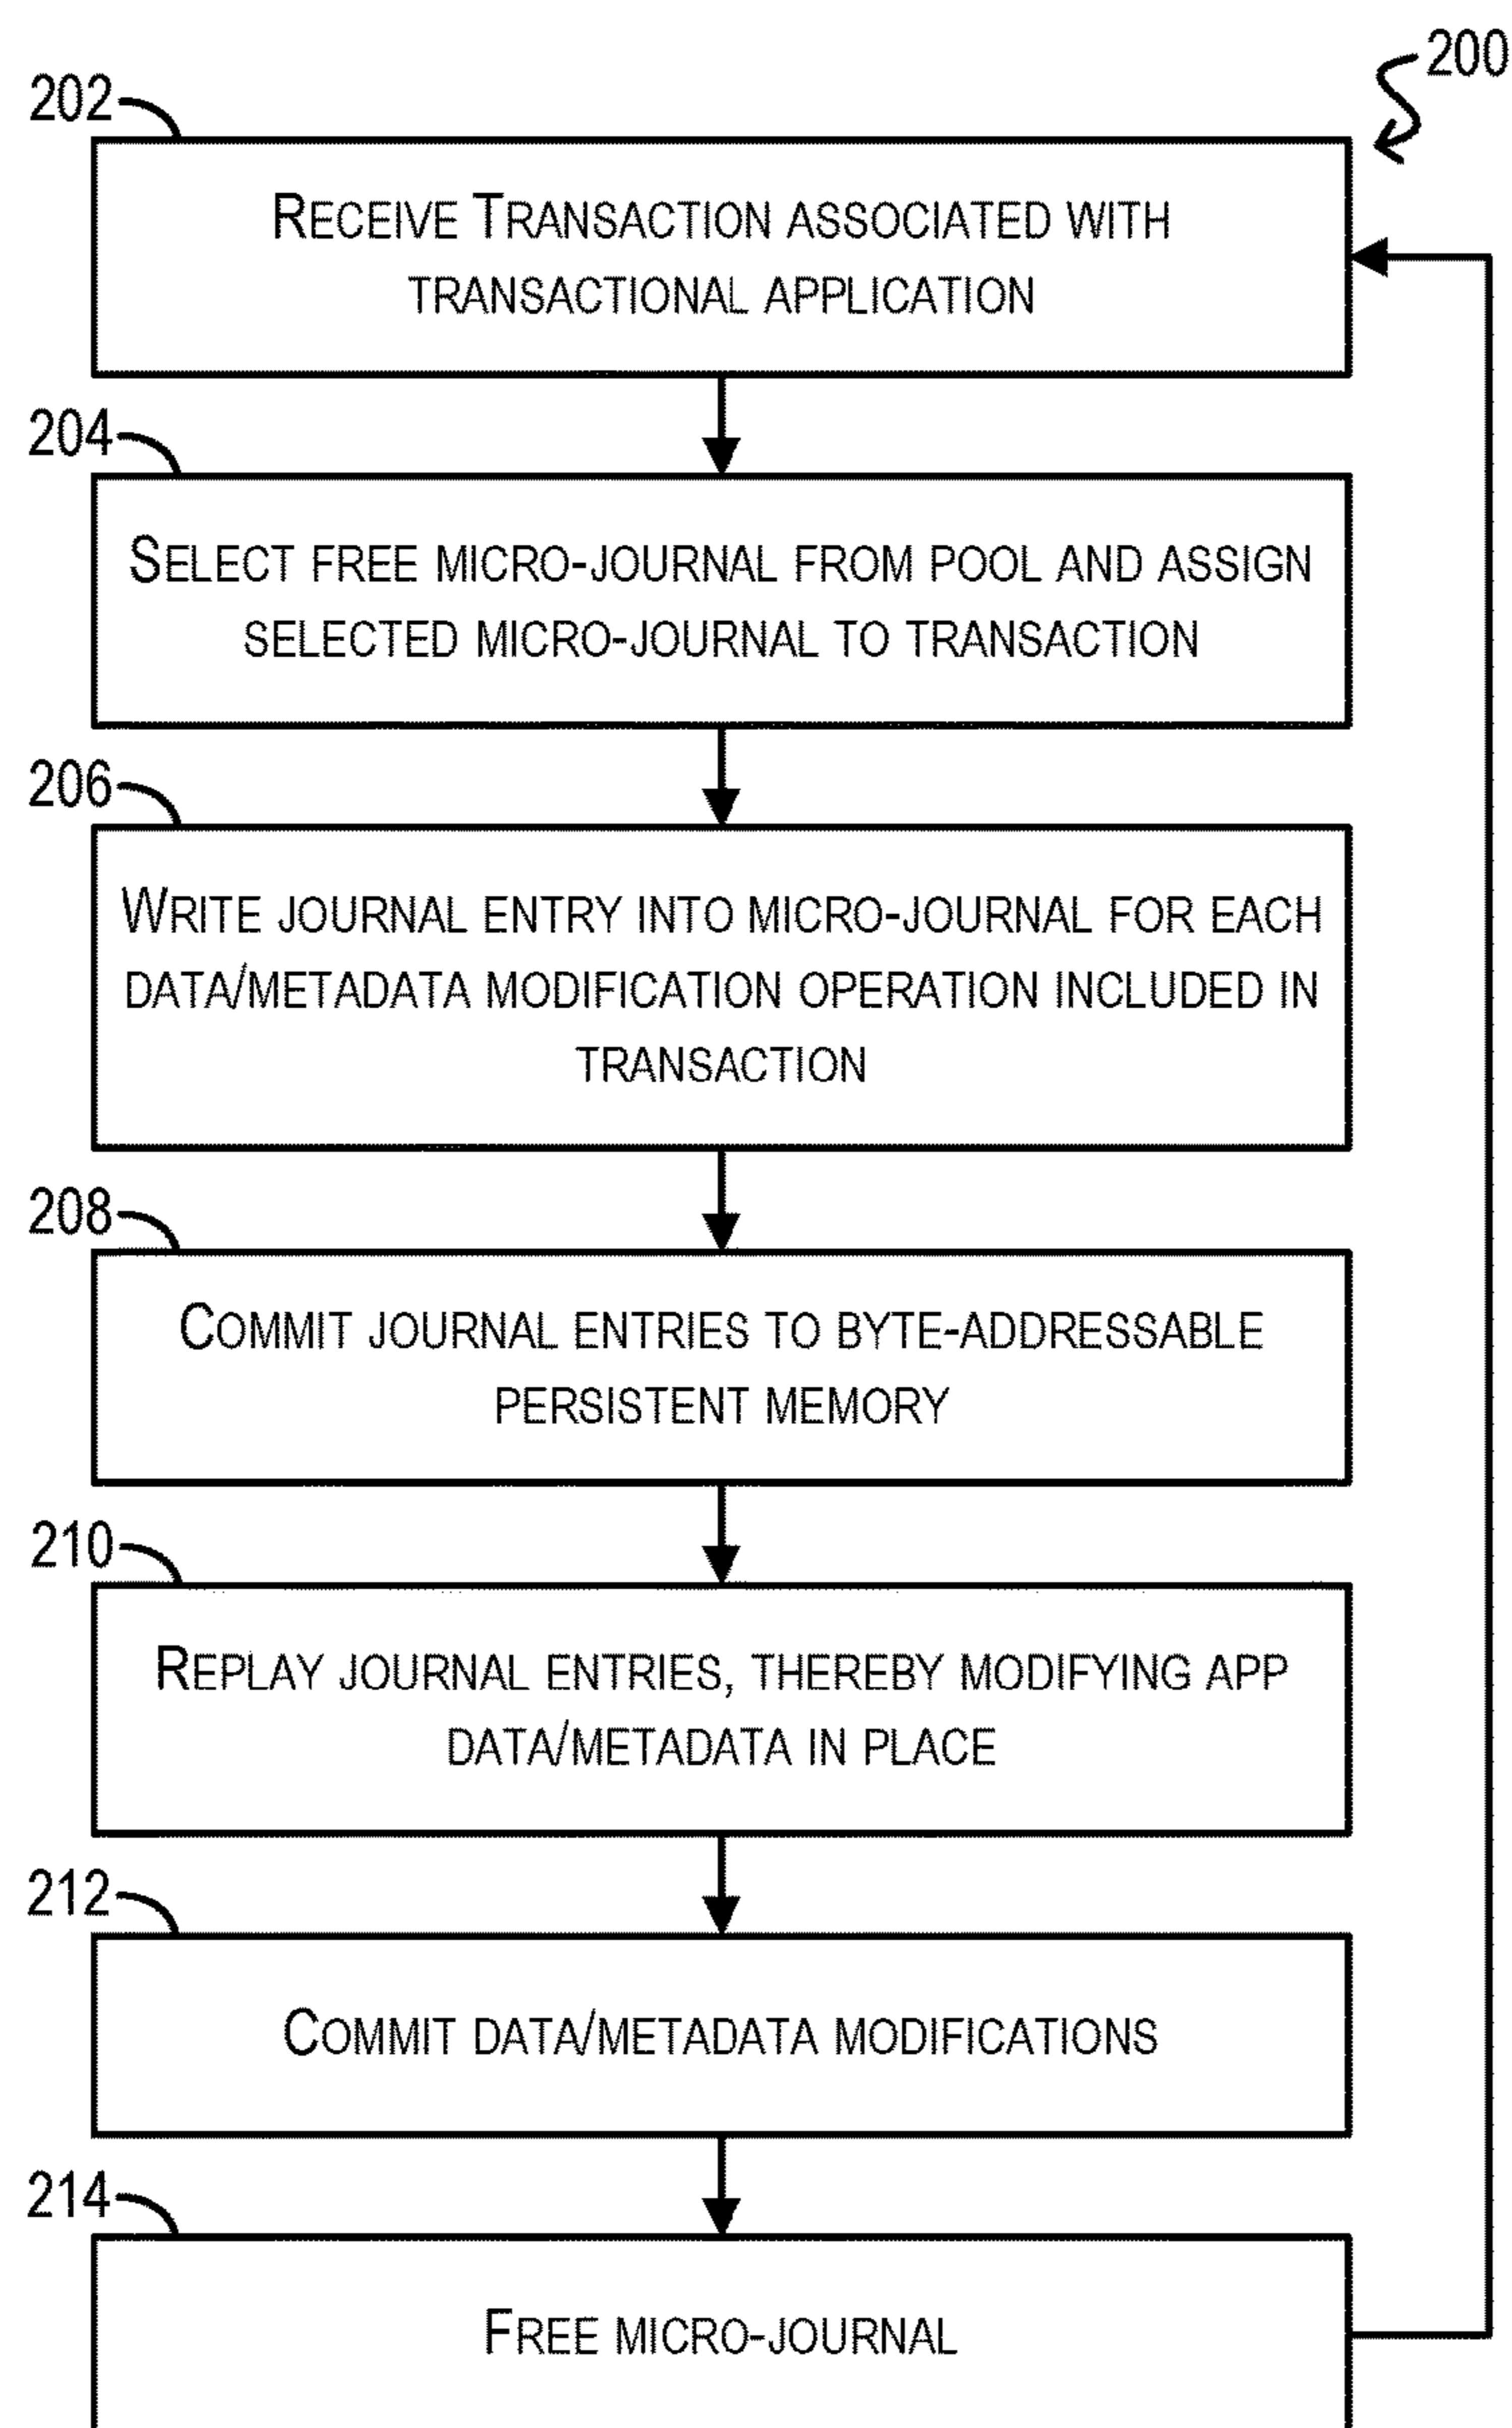 200
202
RECEIVE TRANSACTION ASSOCIATED WITH
TRANSACTIONAL APPLICATION
204
SELECT FREE MICRO-JOURNAL FROM POOL AND ASSIGN
SELECTED MICRO-JOURNAL TO TRANSACTION
206
WRITE JOURNAL ENTRY INTO MICRO-JOURNAL FOR EACH
DATA/METADATA MODIFICATION OPERATION INCLUDED IN
TRANSACTION
208
COMMIT JOURNAL ENTRIES TO BYTE-ADDRESSABLE
PERSISTENT MEMORY
210
REPLAY JOURNAL ENTRIES, THEREBY MODIFYING APP
DATA/METADATA IN PLACE
212
COMMIT DATA/METADATA MODIFICATIONS
214
FREE MICRO-JOURNAL